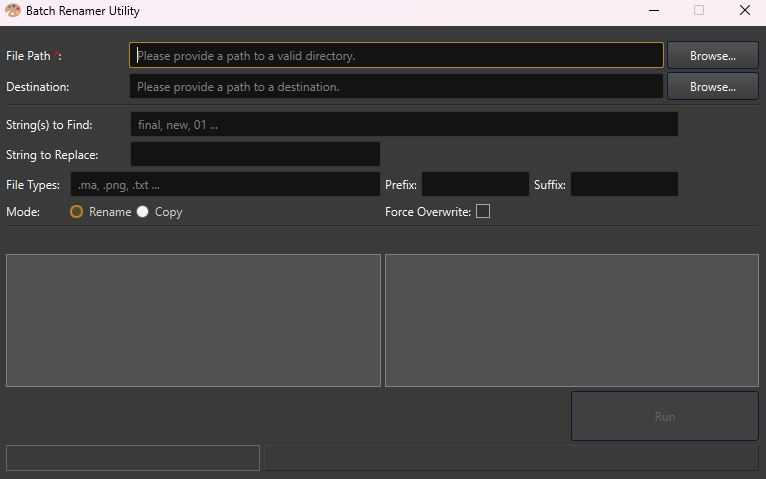 Batch Renamer Utility
File Path *: Please provide a path to a valid directory. Browse...
Destination: Please provide a path to a destination. Browse...
String(s) to Find: final, new, 01 ...
String to Replace:
File Types: .ma, .png, .txt ... Prefix: Suffix:
Mode: Rename Copy Force Overwrite:
Run